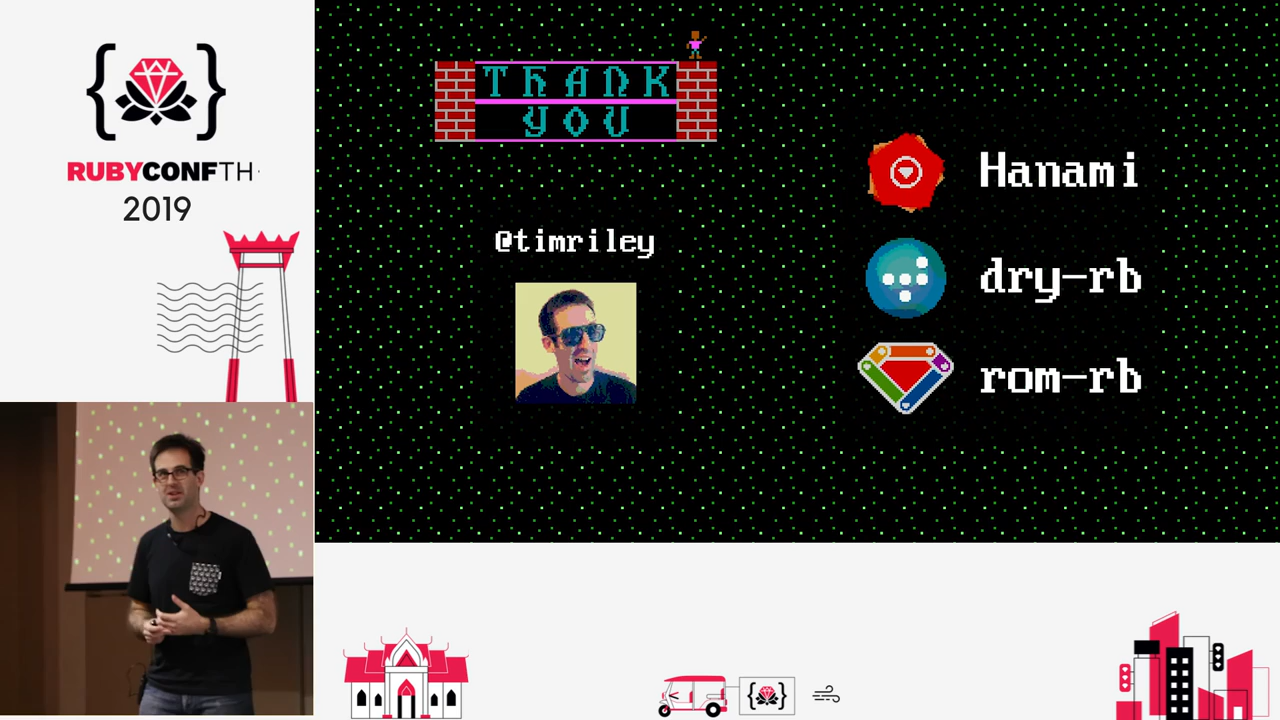 RUBYCONFTH
2019
THANK
YOU
@timriley
Hanami
dry-rb
rom-rb